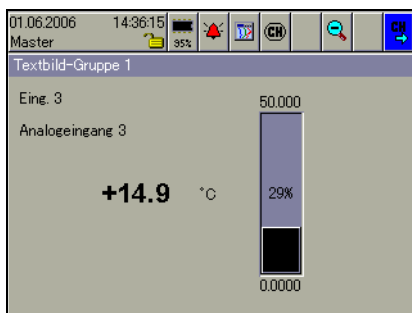 01.06.2006 14:36:15
Master
95%
CH
CH
Textbild-Gruppe 1
Eing. 3
50.000
Analogeingang 3
+14.9 °C
29%
0.0000